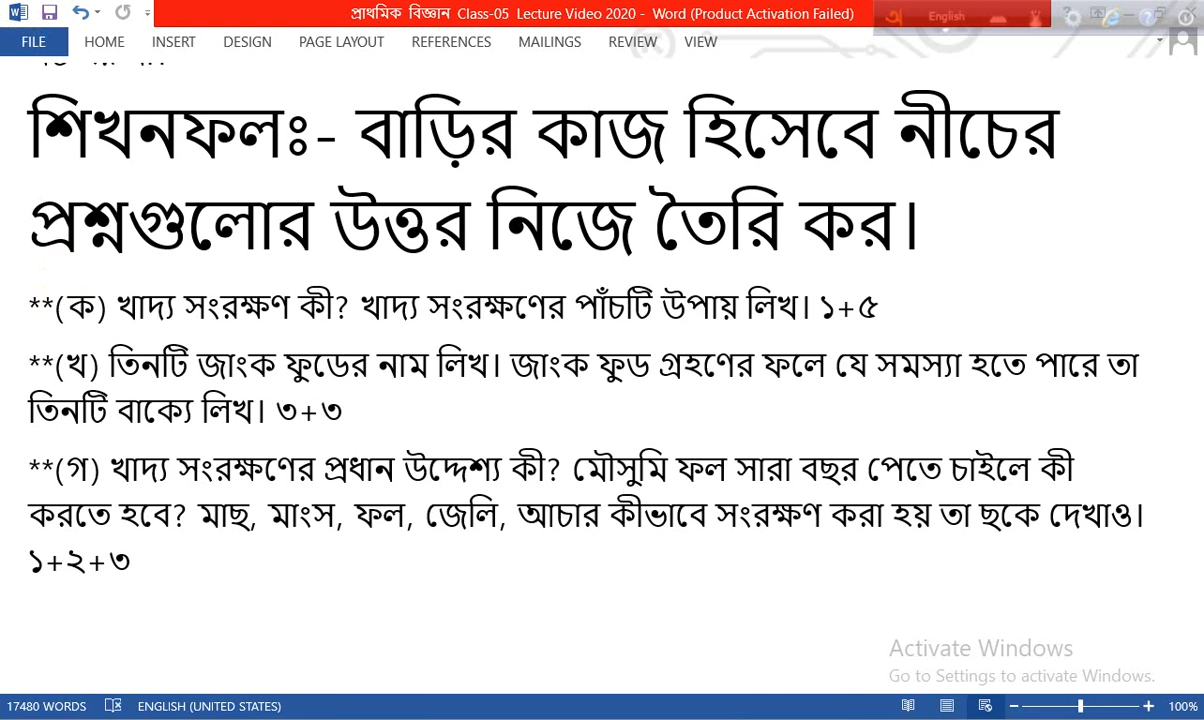 প্রাথমিক বিজ্ঞান Class-05 Lecture Video 2020 - Word (Product Activation Failed)
English
FILE HOME INSERT DESIGN PAGE LAYOUT REFERENCES MAILINGS REVIEW VIEW
শিখনফলঃ- বাড়ির কাজ হিসেবে নীচের
প্রশ্নগুলোর উত্তর নিজে তৈরি কর।
**(ক) খাদ্য সংরক্ষণ কী? খাদ্য সংরক্ষণের পাঁচটি উপায় লিখ। ১+৫
**(খ) তিনটি জাংক ফুডের নাম লিখ। জাংক ফুড গ্রহণের ফলে যে সমস্যা হতে পারে তা
তিনটি বাক্যে লিখ। ৩+৩
**(গ) খাদ্য সংরক্ষণের প্রধান উদ্দেশ্য কী? মৌসুমি ফল সারা বছর পেতে চাইলে কী
করতে হবে? মাছ, মাংস, ফল, জেলি, আচার কীভাবে সংরক্ষণ করা হয় তা ছকে দেখাও।
১+২+৩
Activate Windows
Go to Settings to activate Windows.
17480 WORDS ENGLISH (UNITED STATES) 100%